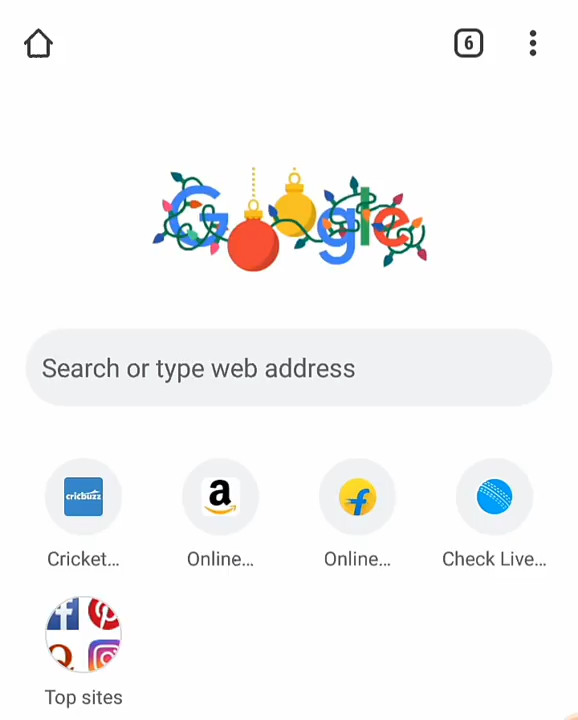 6
Google
Search or type web address
cricbuzz
a
f
Cricket...
Online...
Online...
Check Live...
f
Top sites